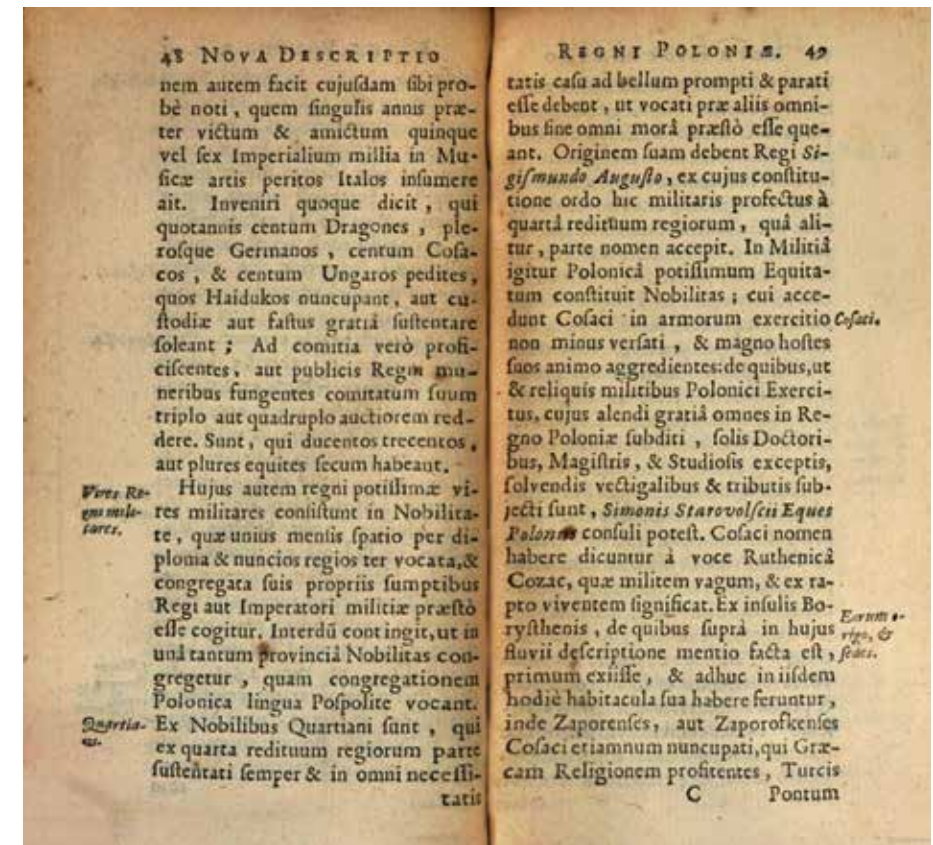 48 NOVA DESCRIPTIO
nem autem facit cujuſdam ſibi pro-
bè noti, quem ſingulis annis præ-
ter victum & amictum quinque
vel ſex Imperialium millia in Mu-
ſicæ artis peritos Italos inſumere
ait. Inveniri quoque dicit, qui
quotannis centum Dragones, ple-
roſque Germanos, centum Coſa-
cos, & centum Ungaros pedites,
quos Haidukos nuncupant, aut cu-
ſtodiæ aut faſtus gratiâ ſuſtentare
ſoleant; Ad comitia verò profi-
ciſcentes, aut publicis Regni mu-
neribus fungentes comitatum ſuum
triplo aut quadruplo auctiorem red-
dere. Sunt, qui ducentos trecentos,
aut plures equites ſecum habeant.
Vires Re-
gni mili-
tares.
Hujus autem regni potiſſimæ vi-
res militares conſiſtunt in Nobilita-
te, quæ unius menſis ſpatio per di-
ploma & nuncios regios ter vocata, &
congregata ſuis propriis ſumptibus
Regi aut Imperatori militiæ præſtò
eſſe cogitur. Interdū contingit, ut in
unâ tantum provinciâ Nobilitas con-
gregetur, quam congregationem
Polonica lingua Poſpolite vocant.
Quartia-
ni.
Ex Nobilibus Quartiani ſunt, qui
ex quarta redituum regiorum parte
ſuſtentati ſemper & in omni neceſſi-
tatis
REGNI POLONIÆ. 49
tatis caſu ad bellum prompti & parati
eſſe debent, ut vocati præ aliis omni-
bus ſine omni morâ præſtò eſſe que-
ant. Originem ſuam debent Regi Si-
giſmundo Auguſto, ex cujus conſtitu-
tione ordo hic militaris profectus à
quartâ redituum regiorum, quâ ali-
tur, parte nomen accepit. In Militiâ
igitur Polonicâ potiſſimum Equita-
tum conſtituit Nobilitas; cui acce-
dunt Coſaci in armorum exercitio
Coſaci.
non minus verſati, & magno hoſtes
ſuos animo aggredientes: de quibus, ut
& reliquis militibus Polonici Exerci-
tus, cujus alendi gratiâ omnes in Re-
gno Poloniæ ſubditi, ſolis Doctori-
bus, Magiſtris, & Studioſis exceptis,
ſolvendis vectigalibus & tributis ſub-
jecti ſunt, Simonis Starovolſcii Eques
Polonus conſuli poteſt. Coſaci nomen
habere dicuntur à voce Ruthenicâ
Cozac, quæ militem vagum, & ex ra-
pto viventem ſignificat. Ex inſulis Bo-
ryſthenis, de quibus ſuprà in hujus
fluvii deſcriptione mentio facta eſt,
Earum o-
rigo, &
ſedes.
primum exiiſſe, & adhuc in iiſdem
hodiè habitacula ſua habere feruntur,
inde Zaporenſes, aut Zaporoſkenſes
Coſaci etiamnum nuncupati, qui Græ-
cam Religionem profitentes, Turcis
C Pontum